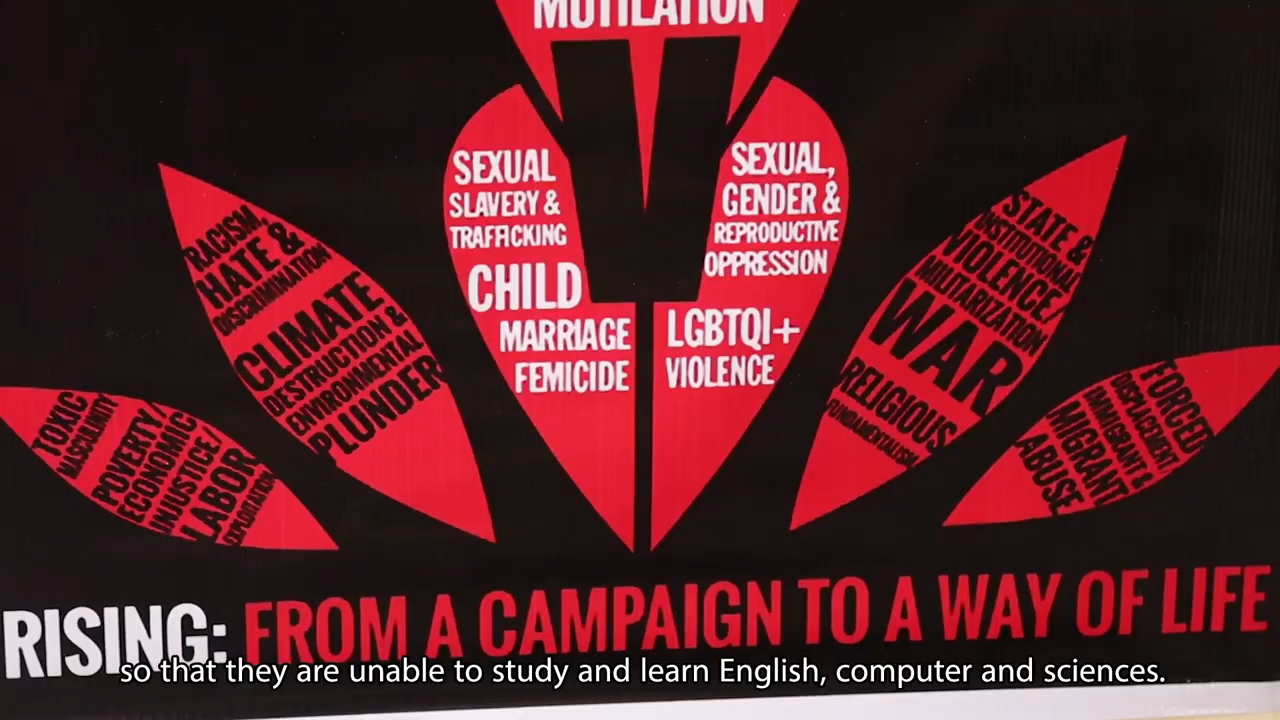 MUTILATION
SEXUAL
SLAVERY &
TRAFFICKING
CHILD
MARRIAGE
FEMICIDE
SEXUAL,
GENDER &
REPRODUCTIVE
OPPRESSION
LGBTQI+
VIOLENCE
RACISM,
HATE &
DISCRIMINATION
CLIMATE
DESTRUCTION &
ENVIRONMENTAL
PLUNDER
STATE &
INSTITUTIONAL
VIOLENCE/
MILITARIZATION
WAR
RELIGIOUS
FUNDAMENTALISM
TOXIC
MASCULINITY
POVERTY/
ECONOMIC
INJUSTICE/
LABOR
EXPLOITATION
FORCED
DISPLACEMENT,
IMMIGRANT &
MIGRANT
ABUSE
RISING: FROM A CAMPAIGN TO A WAY OF LIFE
so that they are unable to study and learn English, computer and sciences.